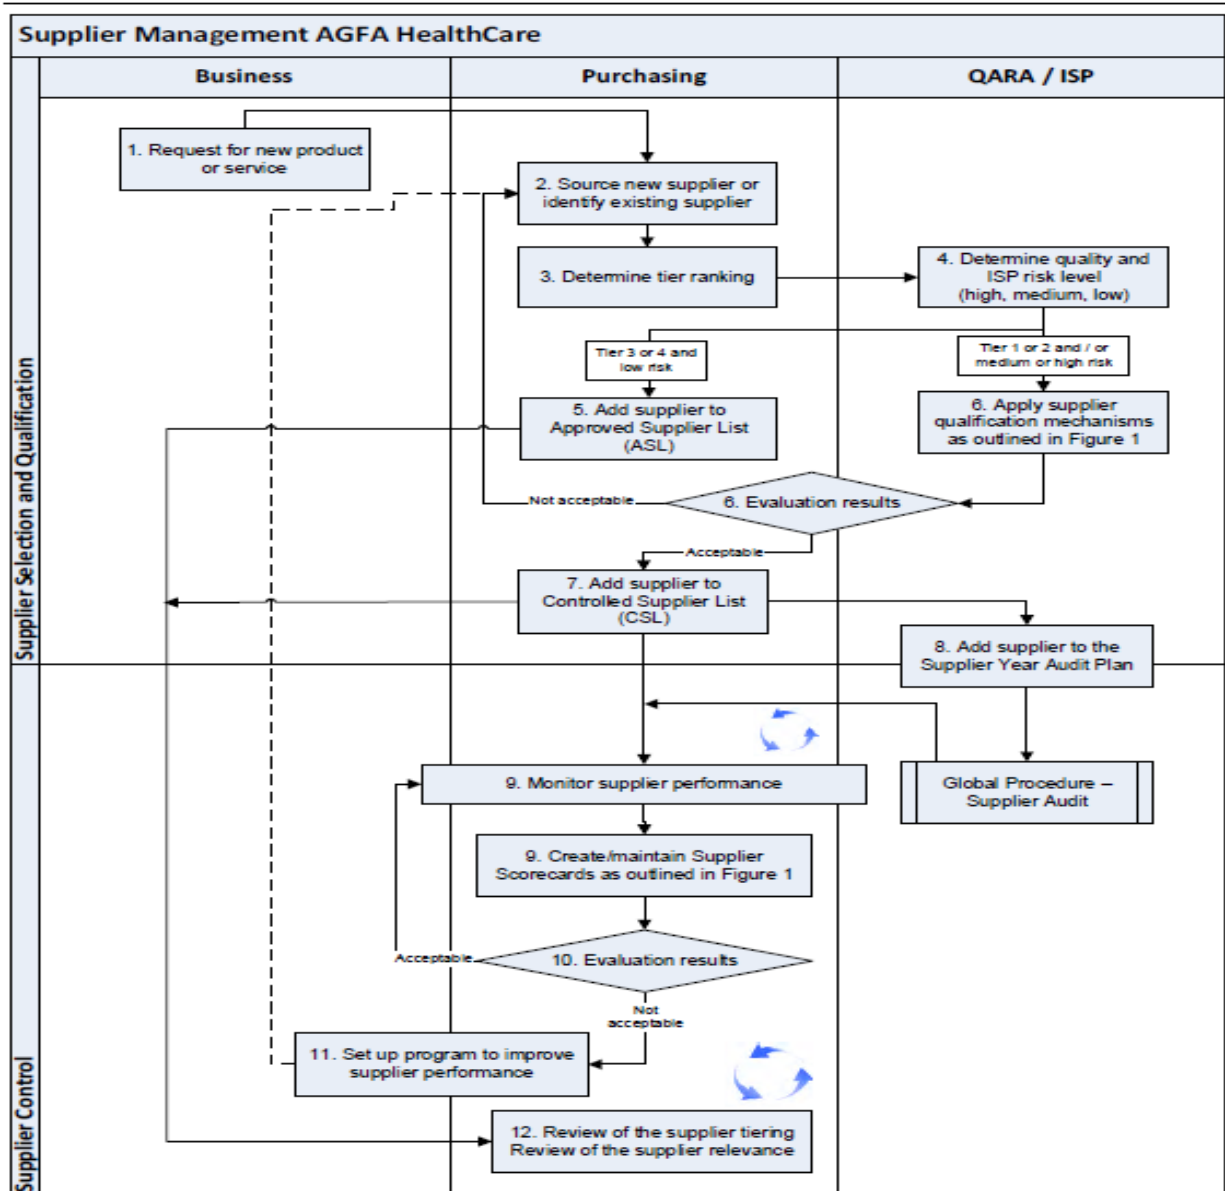 Supplier Management AGFA HealthCare
Business
Purchasing
QARA / ISP
Supplier Selection and Qualification
1. Request for new product
or service
2. Source new supplier or
identify existing supplier
3. Determine tier ranking
4. Determine quality and
ISP risk level
(high, medium, low)
Tier 3 or 4 and
low risk
Tier 1 or 2 and / or
medium or high risk
5. Add supplier to
Approved Supplier List
(ASL)
6. Apply supplier
qualification mechanisms
as outlined in Figure 1
Not acceptable
6. Evaluation results
Acceptable
7. Add supplier to
Controlled Supplier List
(CSL)
8. Add supplier to the
Supplier Year Audit Plan
Supplier Control
9. Monitor supplier performance
Global Procedure –
Supplier Audit
9. Create/maintain Supplier
Scorecards as outlined in Figure 1
Acceptable
10. Evaluation results
Not
acceptable
11. Set up program to improve
supplier performance
12. Review of the supplier tiering
Review of the supplier relevance